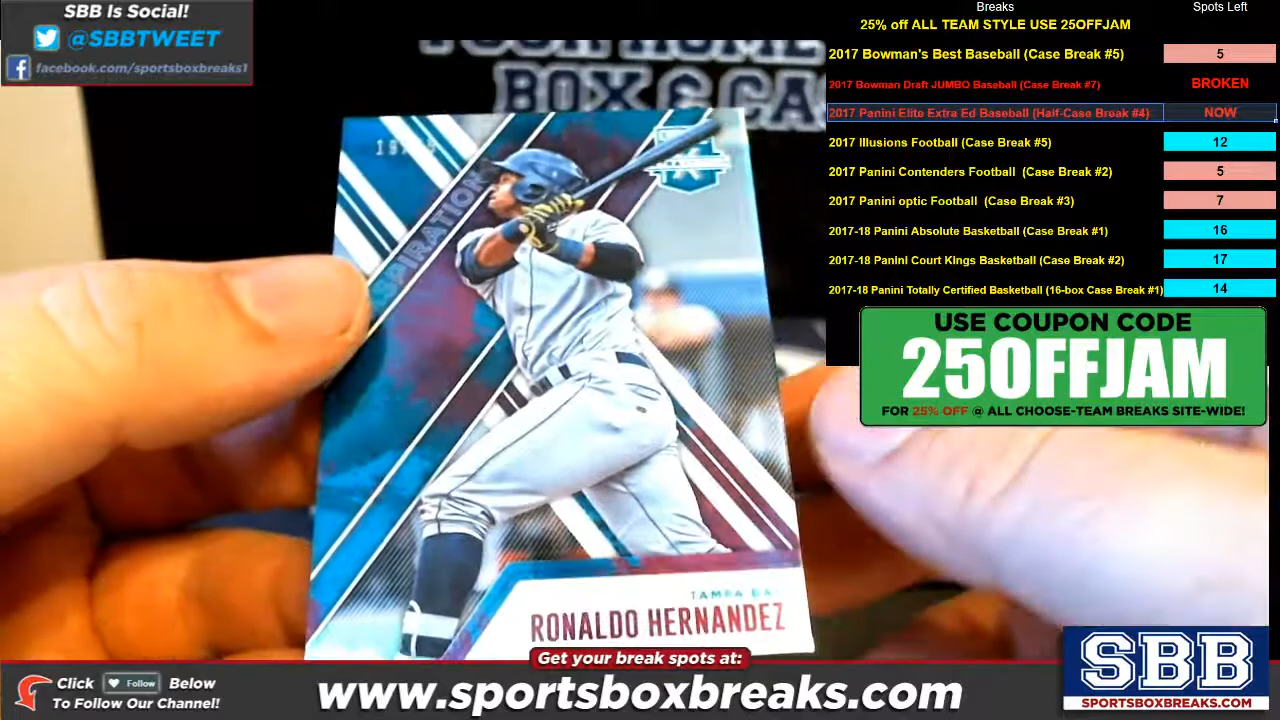 SBB Is Social!
@SBBTWEET
facebook.com/sportsboxbreaks1
Breaks
Spots Left
25% off ALL TEAM STYLE USE 25OFFJAM
2017 Bowman's Best Baseball (Case Break #5) 5
2017 Bowman Draft JUMBO Baseball (Case Break #7) BROKEN
2017 Panini Elite Extra Ed Baseball (Half-Case Break #4) NOW
2017 Illusions Football (Case Break #5) 12
2017 Panini Contenders Football (Case Break #2) 5
2017 Panini optic Football (Case Break #3) 7
2017-18 Panini Absolute Basketball (Case Break #1) 16
2017-18 Panini Court Kings Basketball (Case Break #2) 17
2017-18 Panini Totally Certified Basketball (16-box Case Break #1) 14
USE COUPON CODE
25OFFJAM
FOR 25% OFF @ ALL CHOOSE-TEAM BREAKS SITE-WIDE!
YOUR HOME
BOX & CA
SPIRATION
TAMPA BA
RONALDO HERNANDEZ
Get your break spots at:
Click Follow Below
To Follow Our Channel!
www.sportsboxbreaks.com
SBB
SPORTSBOXBREAKS.COM